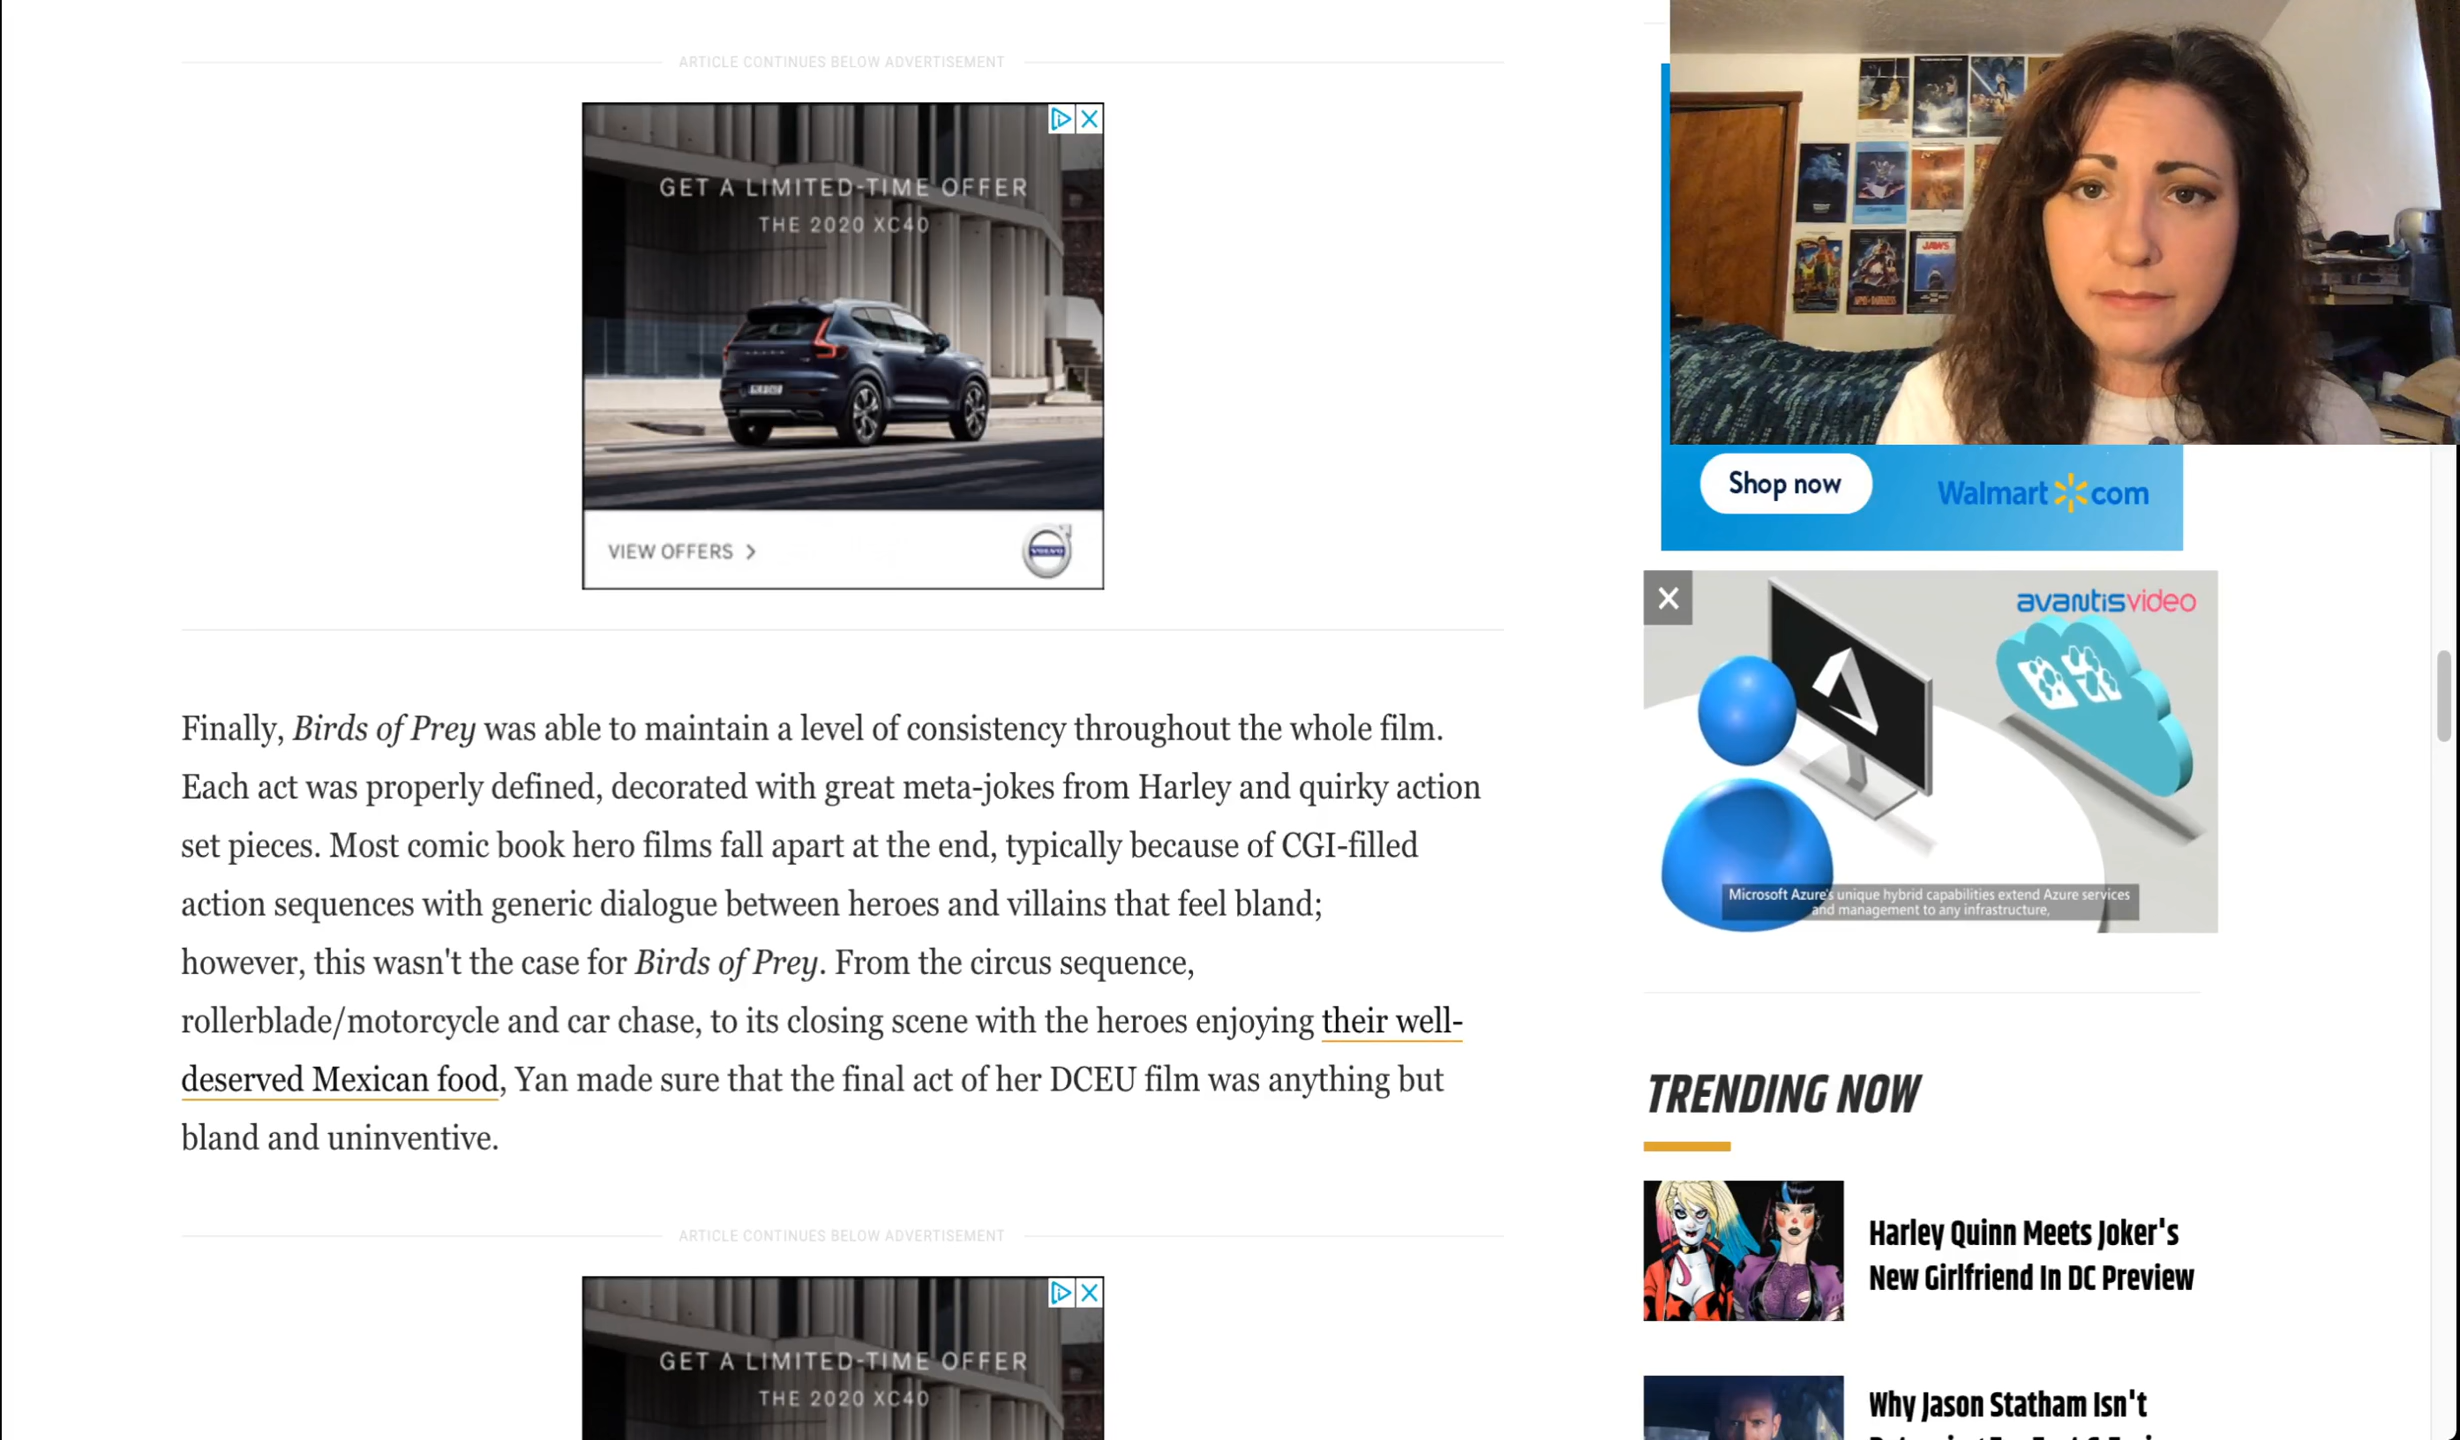 ARTICLE CONTINUES BELOW ADVERTISEMENT
GET A LIMITED-TIME OFFER
THE 2020 XC40
VIEW OFFERS >
VOLVO
JAWS
Shop now
Walmart com
avantisvideo
Microsoft Azure's unique hybrid capabilities extend Azure services
and management to any infrastructure,
Finally, Birds of Prey was able to maintain a level of consistency throughout the whole film.
Each act was properly defined, decorated with great meta-jokes from Harley and quirky action
set pieces. Most comic book hero films fall apart at the end, typically because of CGI-filled
action sequences with generic dialogue between heroes and villains that feel bland;
however, this wasn't the case for Birds of Prey. From the circus sequence,
rollerblade/motorcycle and car chase, to its closing scene with the heroes enjoying their well-
deserved Mexican food, Yan made sure that the final act of her DCEU film was anything but
bland and uninventive.
TRENDING NOW
Harley Quinn Meets Joker's
New Girlfriend In DC Preview
Why Jason Statham Isn't
ARTICLE CONTINUES BELOW ADVERTISEMENT
GET A LIMITED-TIME OFFER
THE 2020 XC40